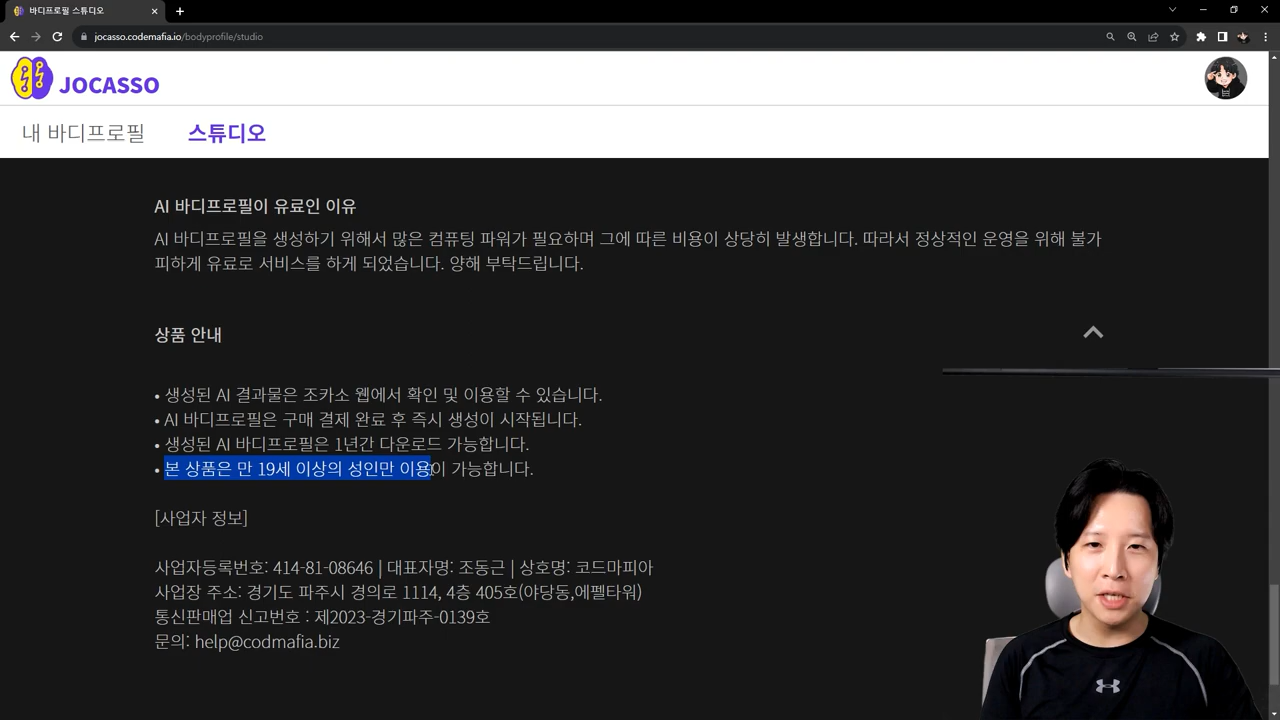 바디프로필 스튜디오
jocasso.codemafia.io/bodyprofile/studio
JOCASSO
내 바디프로필 스튜디오
AI 바디프로필이 유료인 이유
AI 바디프로필을 생성하기 위해서 많은 컴퓨팅 파워가 필요하며 그에 따른 비용이 상당히 발생합니다. 따라서 정상적인 운영을 위해 불가
피하게 유료로 서비스를 하게 되었습니다. 양해 부탁드립니다.
상품 안내
• 생성된 AI 결과물은 조카소 웹에서 확인 및 이용할 수 있습니다.
• AI 바디프로필은 구매 결제 완료 후 즉시 생성이 시작됩니다.
• 생성된 AI 바디프로필은 1년간 다운로드 가능합니다.
• 본 상품은 만 19세 이상의 성인만 이용이 가능합니다.
[사업자 정보]
사업자등록번호: 414-81-08646 | 대표자명: 조동근 | 상호명: 코드마피아
사업장 주소: 경기도 파주시 경의로 1114, 4층 405호(야당동,에펠타워)
통신판매업 신고번호 : 제2023-경기파주-0139호
문의: help@codmafia.biz